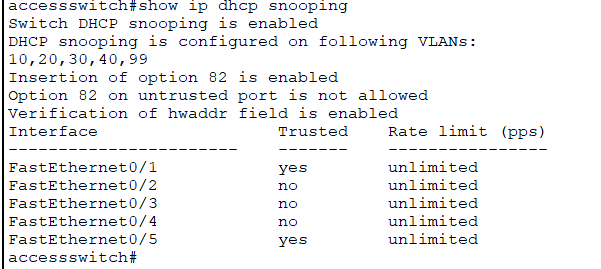 accessswitch#show ip dhcp snooping
Switch DHCP snooping is enabled
DHCP snooping is configured on following VLANs:
10,20,30,40,99
Insertion of option 82 is enabled
Option 82 on untrusted port is not allowed
Verification of hwaddr field is enabled
Interface Trusted Rate limit (pps)
----------------------- ------- ----------------
FastEthernet0/1 yes unlimited
FastEthernet0/2 no unlimited
FastEthernet0/3 no unlimited
FastEthernet0/4 no unlimited
FastEthernet0/5 yes unlimited
accessswitch#